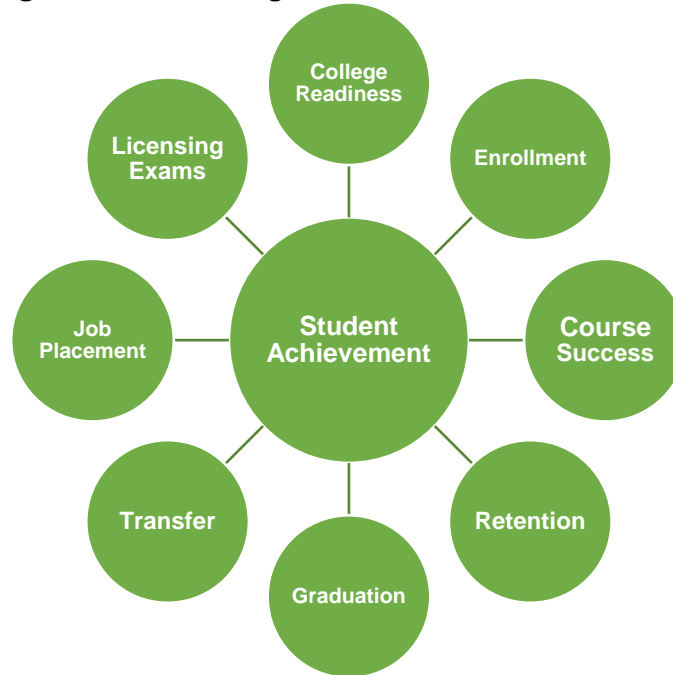 College
Readiness
Enrollment
Course
Success
Retention
Graduation
Transfer
Job
Placement
Licensing
Exams
Student
Achievement